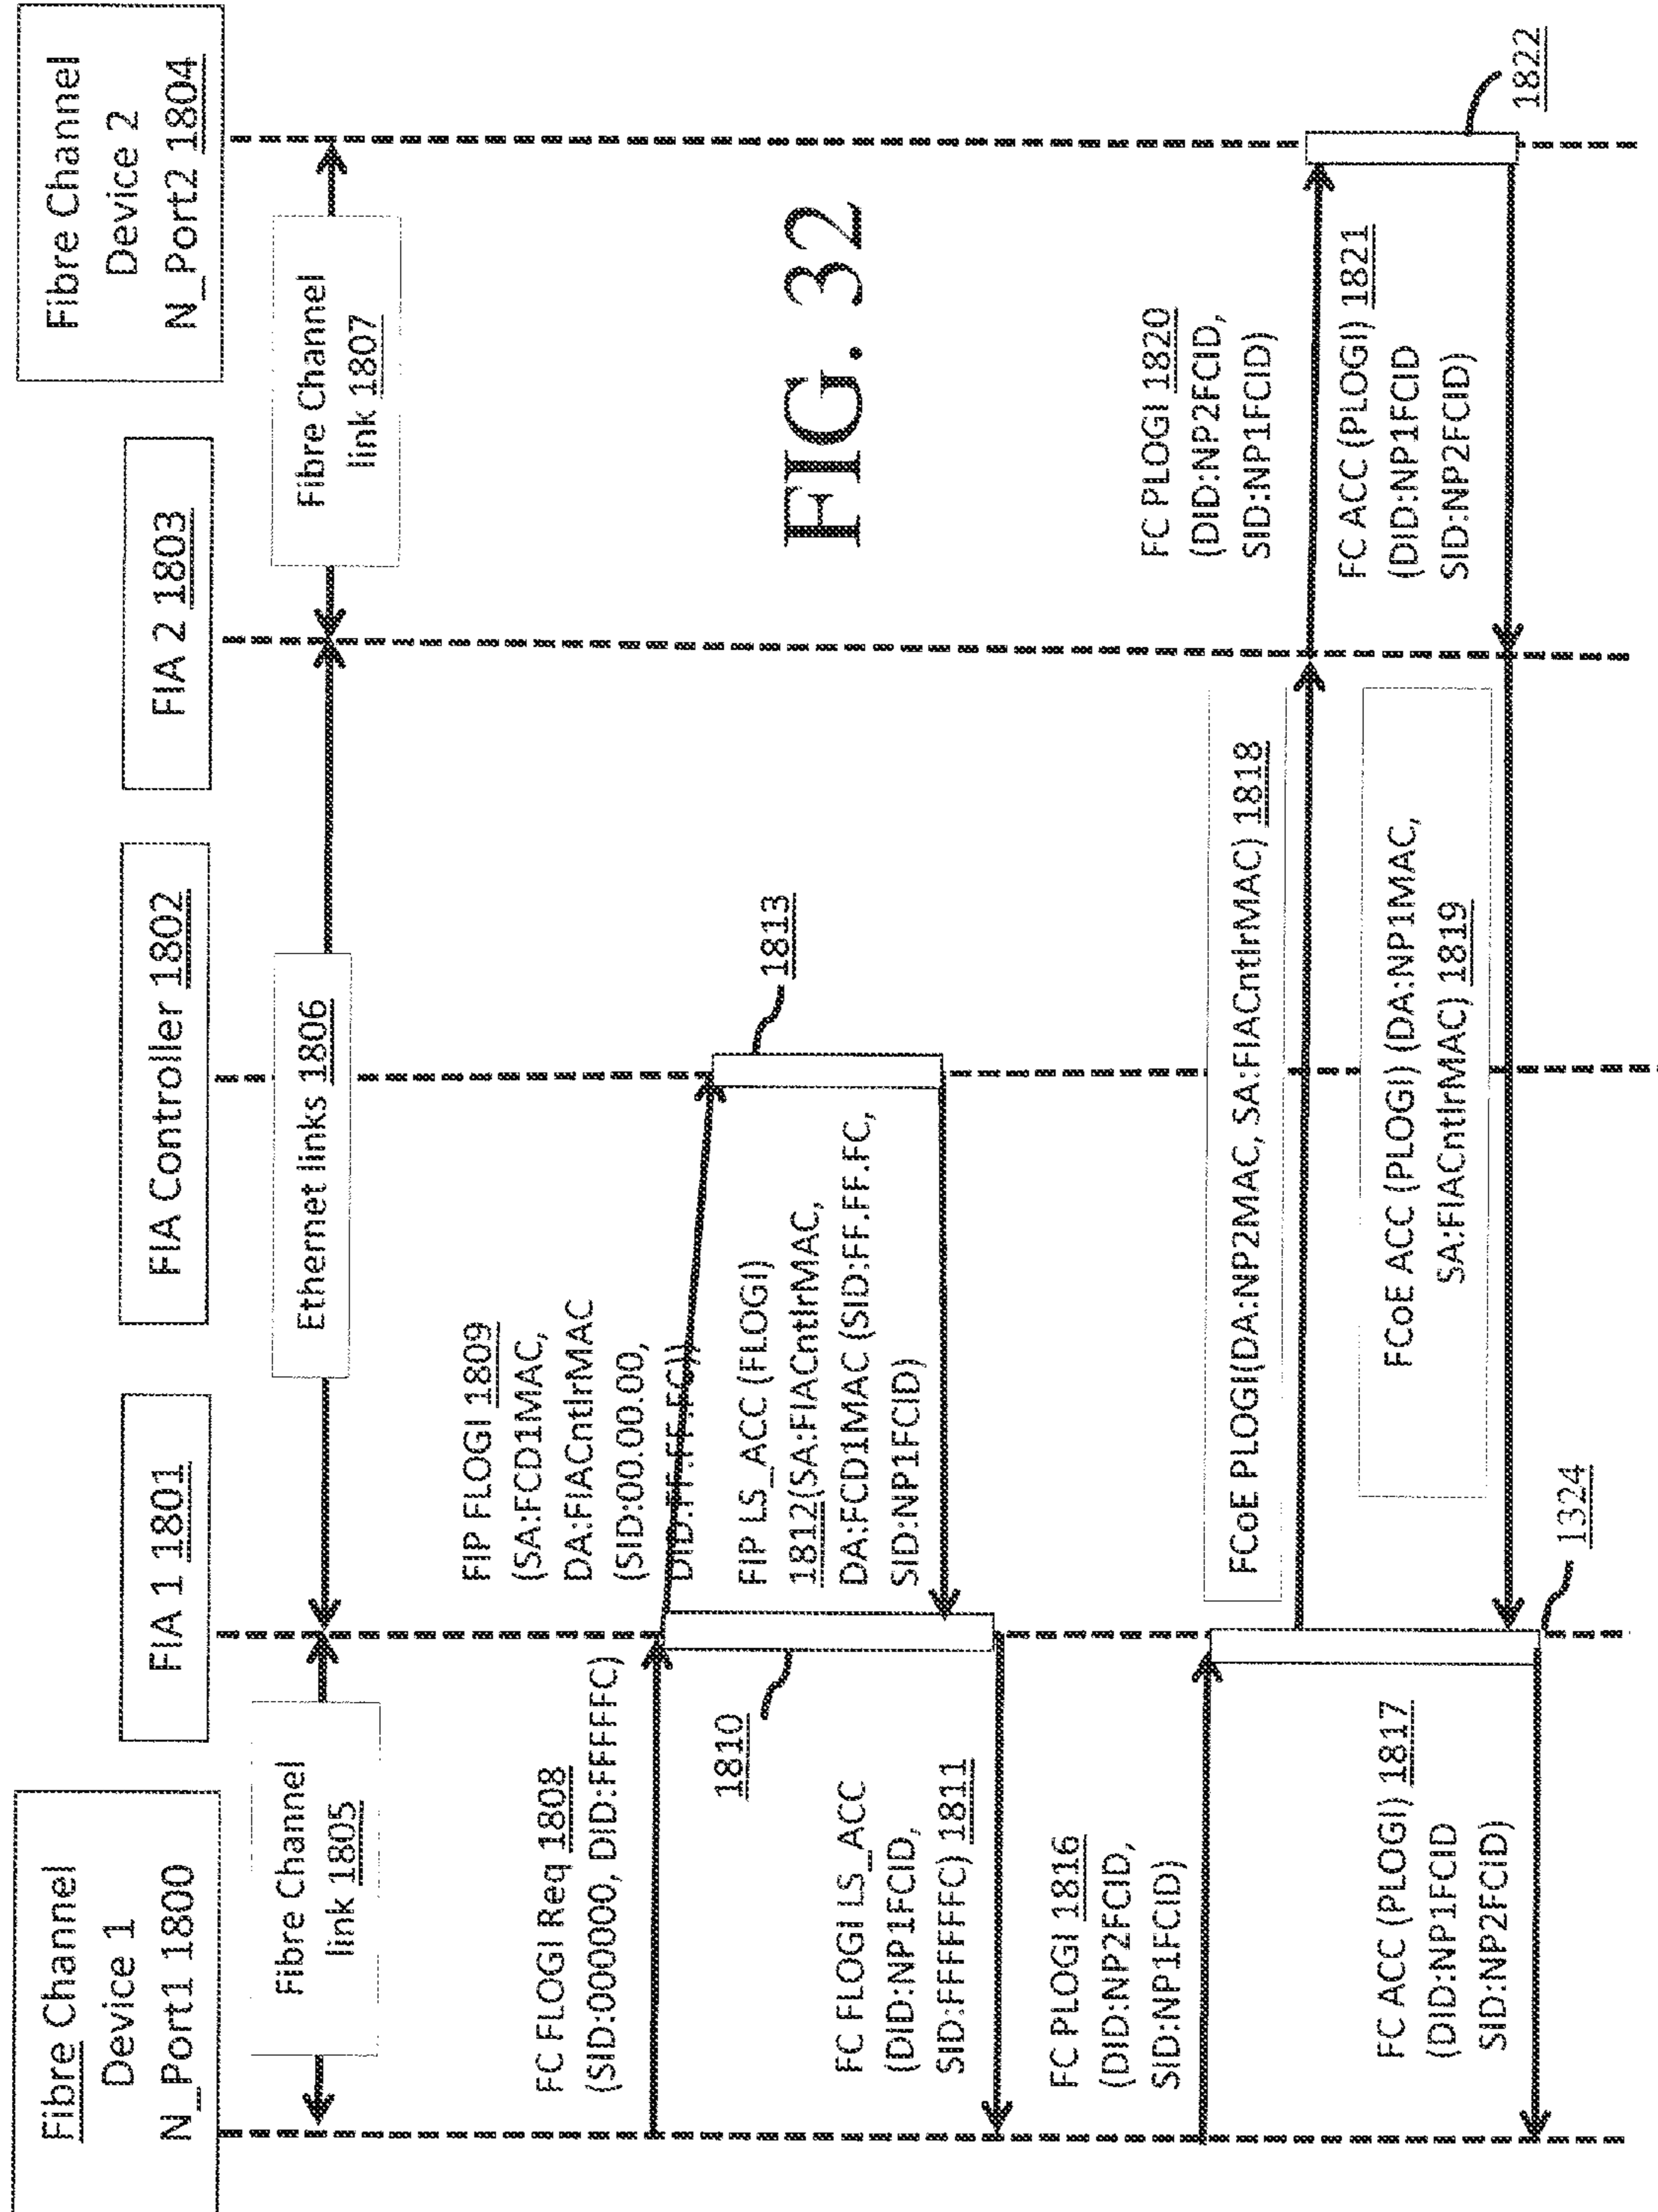 Fibre Channel
Device 1
N_Port1 1800
FIA 1 1801
FIA Controller 1802
FIA 2 1803
Fibre Channel
Device 2
N_Port2 1804
Fibre Channel
link 1805
Ethernet links 1806
Fibre Channel
link 1807
FC FLOGI Req 1808
(SID:000000, DID:FFFFFC)
FIP FLOGI 1809
(SA:FCD1MAC,
DA:FIACntlrMAC
(SID:00.00.00,
DID:FF.FF.FC))
1810
1813
FIP LS_ACC (FLOGI)
1812(SA:FIACntlrMAC,
DA:FCD1MAC (SID:FF.FF.FC,
SID:NP1FCID)
FC FLOGI LS_ACC
(DID:NP1FCID,
SID:FFFFFC) 1811
FIG. 32
FC PLOGI 1816
(DID:NP2FCID,
SID:NP1FCID)
FCoE PLOGI(DA:NP2MAC, SA:FIACntlrMAC) 1818
FC PLOGI 1820
(DID:NP2FCID,
SID:NP1FCID)
FC ACC (PLOGI) 1821
(DID:NP1FCID
SID:NP2FCID)
1822
FCoE ACC (PLOGI) (DA:NP1MAC,
SA:FIACntlrMAC) 1819
FC ACC (PLOGI) 1817
(DID:NP1FCID
SID:NP2FCID)
1324